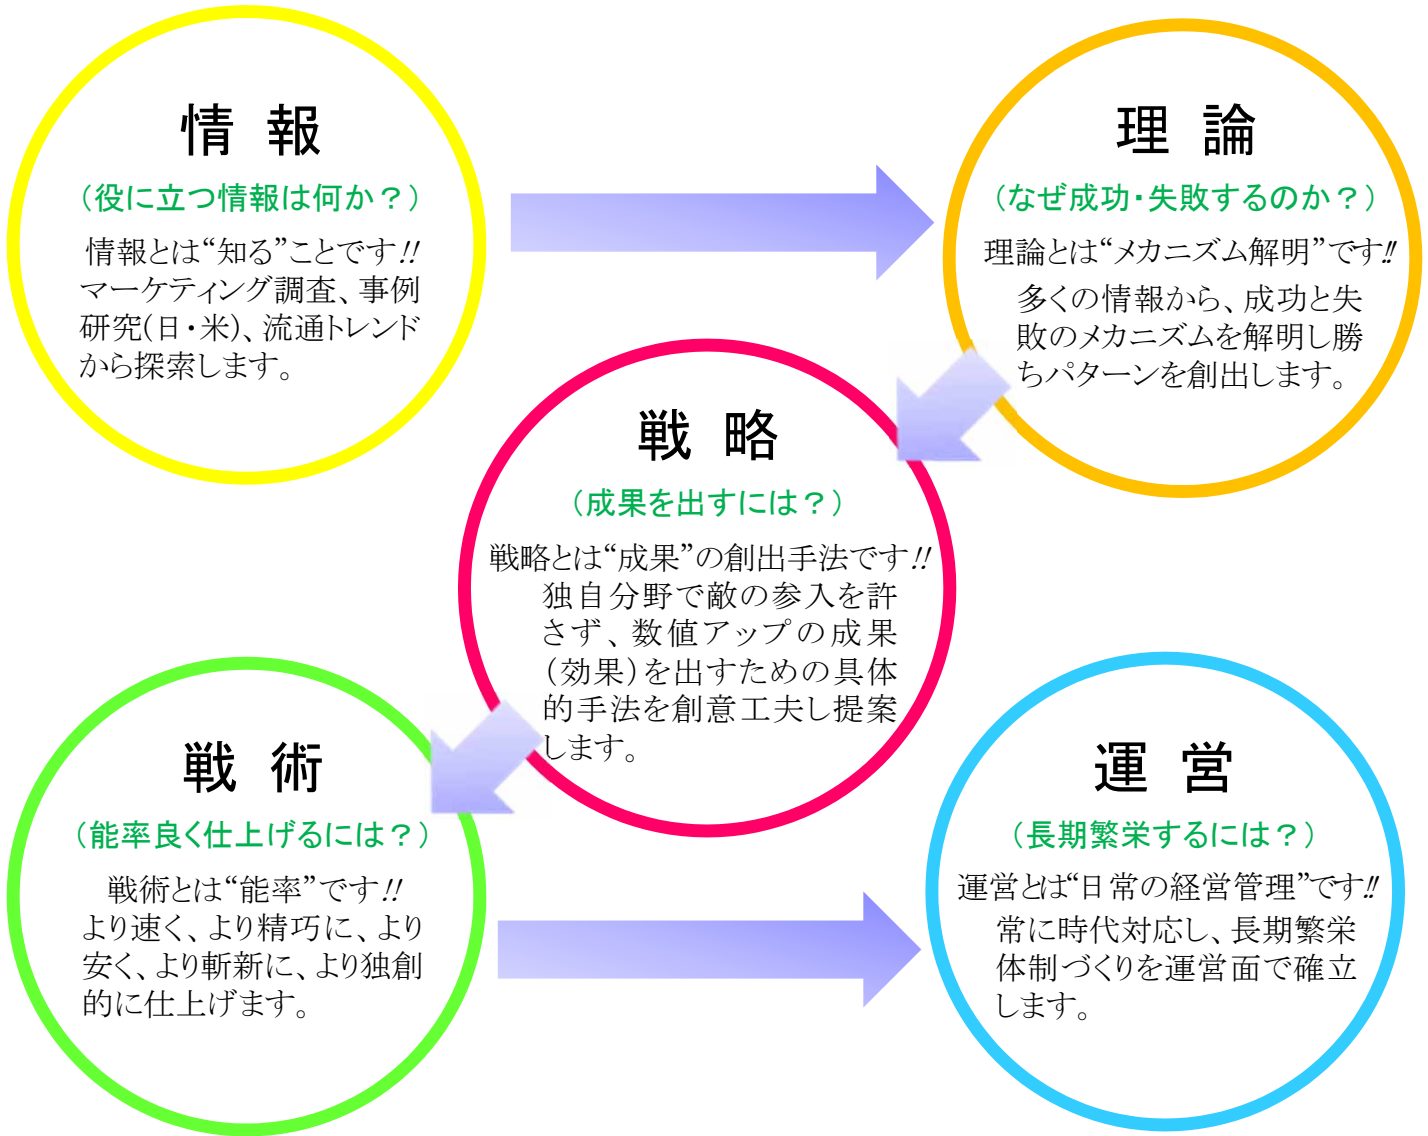 情報
（役に立つ情報は何か？）
情報とは“知る”ことです!!
マーケティング調査、事例
研究(日・米)、流通トレンド
から探索します。
理論
（なぜ成功・失敗するのか？）
理論とは“メカニズム解明”です!!
多くの情報から、成功と失
敗のメカニズムを解明し勝
ちパターンを創出します。
戦略
（成果を出すには？）
戦略とは“成果”の創出手法です!!
独自分野で敵の参入を許
さず、数値アップの成果
（効果）を出すための具体
的手法を創意工夫し提案
します。
戦術
（能率良く仕上げるには？）
戦術とは“能率”です!!
より速く、より精巧に、より
安く、より斬新に、より独創
的に仕上げます。
運営
（長期繁栄するには？）
運営とは“日常の経営管理”です!!
常に時代対応し、長期繁栄
体制づくりを運営面で確立
します。